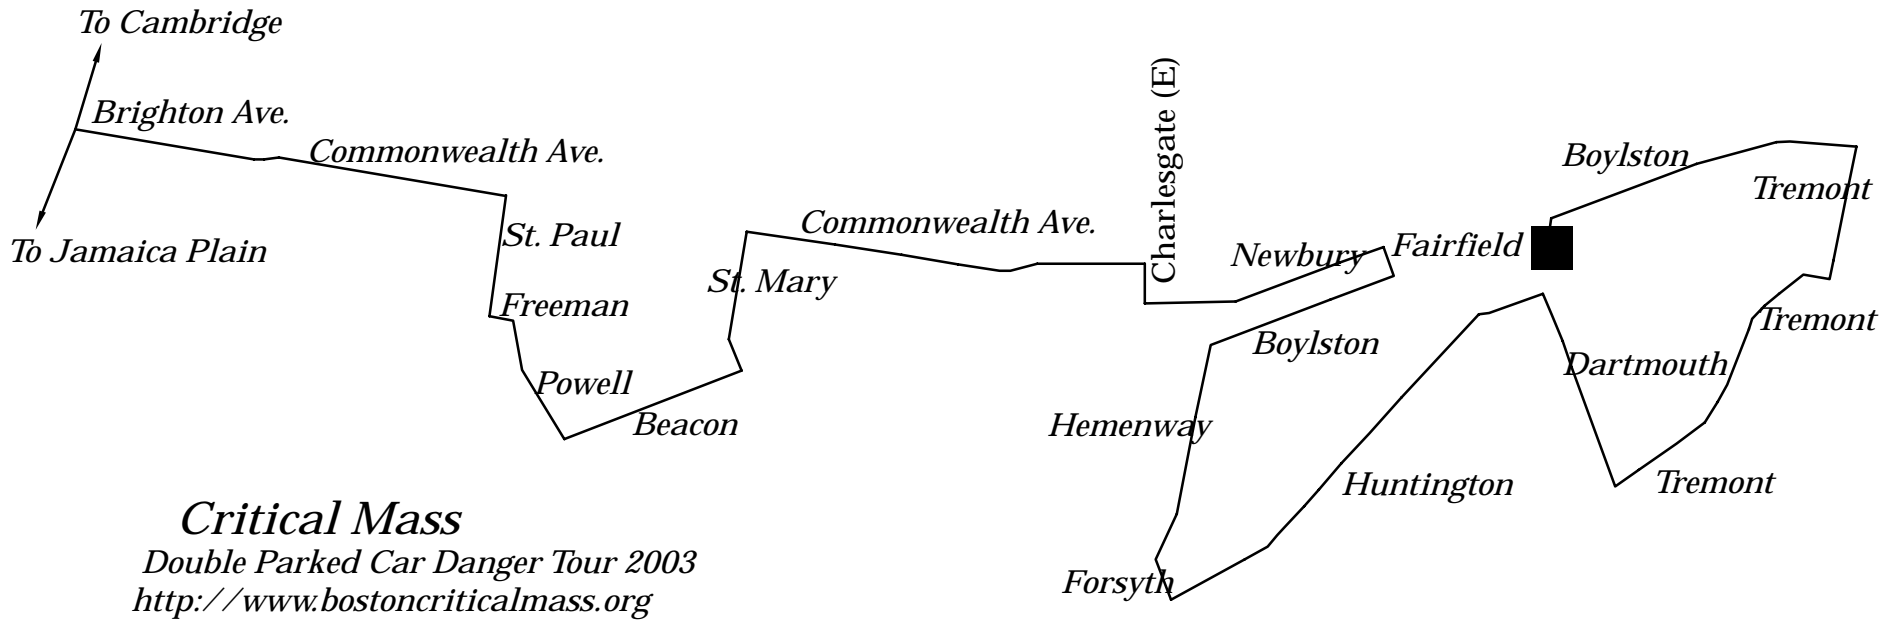 To Cambridge
Brighton Ave.
Commonwealth Ave.
To Jamaica Plain
St. Paul
Freeman
Powell
Beacon
St. Mary
Commonwealth Ave.
Charlesgate (E)
Newbury
Fairfield
Boylston
Hemenway
Forsyth
Huntington
Boylston
Tremont
Tremont
Dartmouth
Tremont
Critical Mass
Double Parked Car Danger Tour 2003
http://www.bostoncriticalmass.org